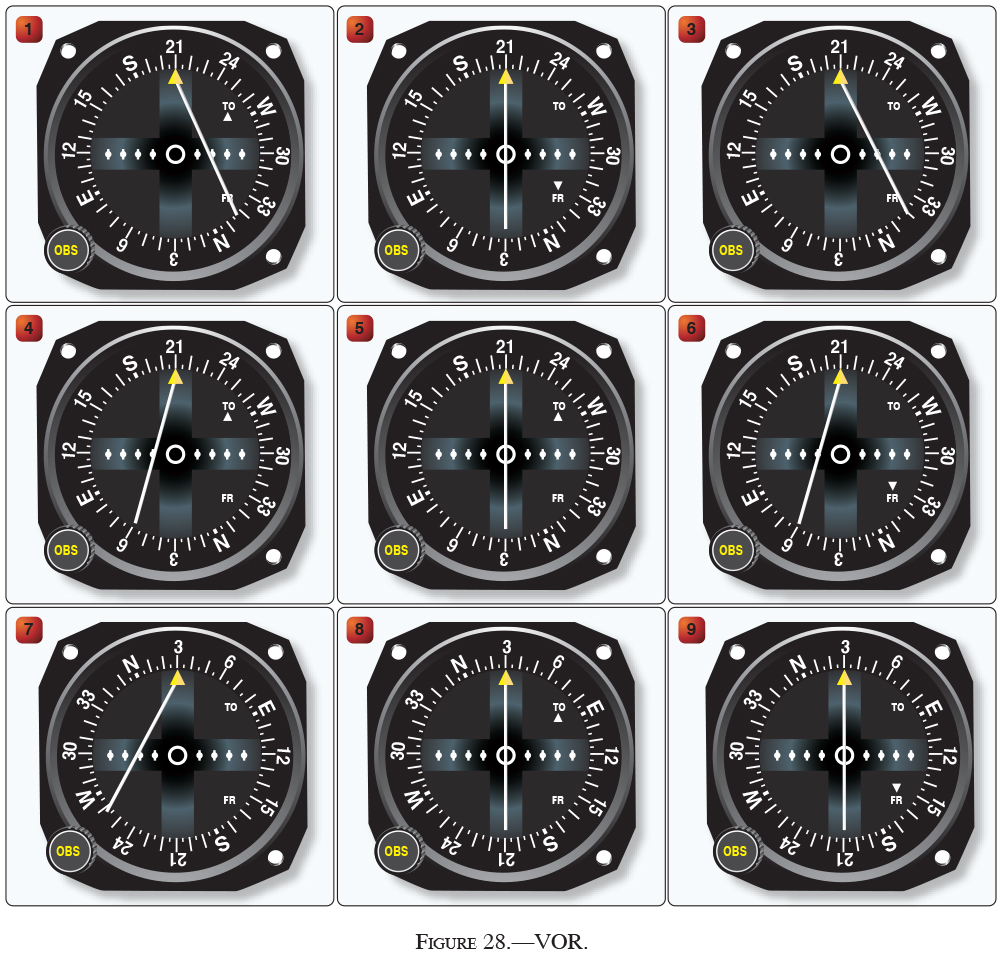 1
21
S 24
15 TO W
12 30
E FR 33
6 N
OBS 3
2
21
S 24
15 TO W
12 30
E FR 33
6 N
OBS 3
3
21
S 24
15 TO W
12 30
E FR 33
6 N
OBS 3
4
21
S 24
15 TO W
12 30
E FR 33
6 N
OBS 3
5
21
S 24
15 TO W
12 30
E FR 33
6 N
OBS 3
6
21
S 24
15 TO W
12 30
E FR 33
6 N
OBS 3
7
3
N 6
33 TO E
30 12
W FR 15
24 S
OBS 21
8
3
N 6
33 TO E
30 12
W FR 15
24 S
OBS 21
9
3
N 6
33 TO E
30 12
W FR 15
24 S
OBS 21
FIGURE 28.—VOR.